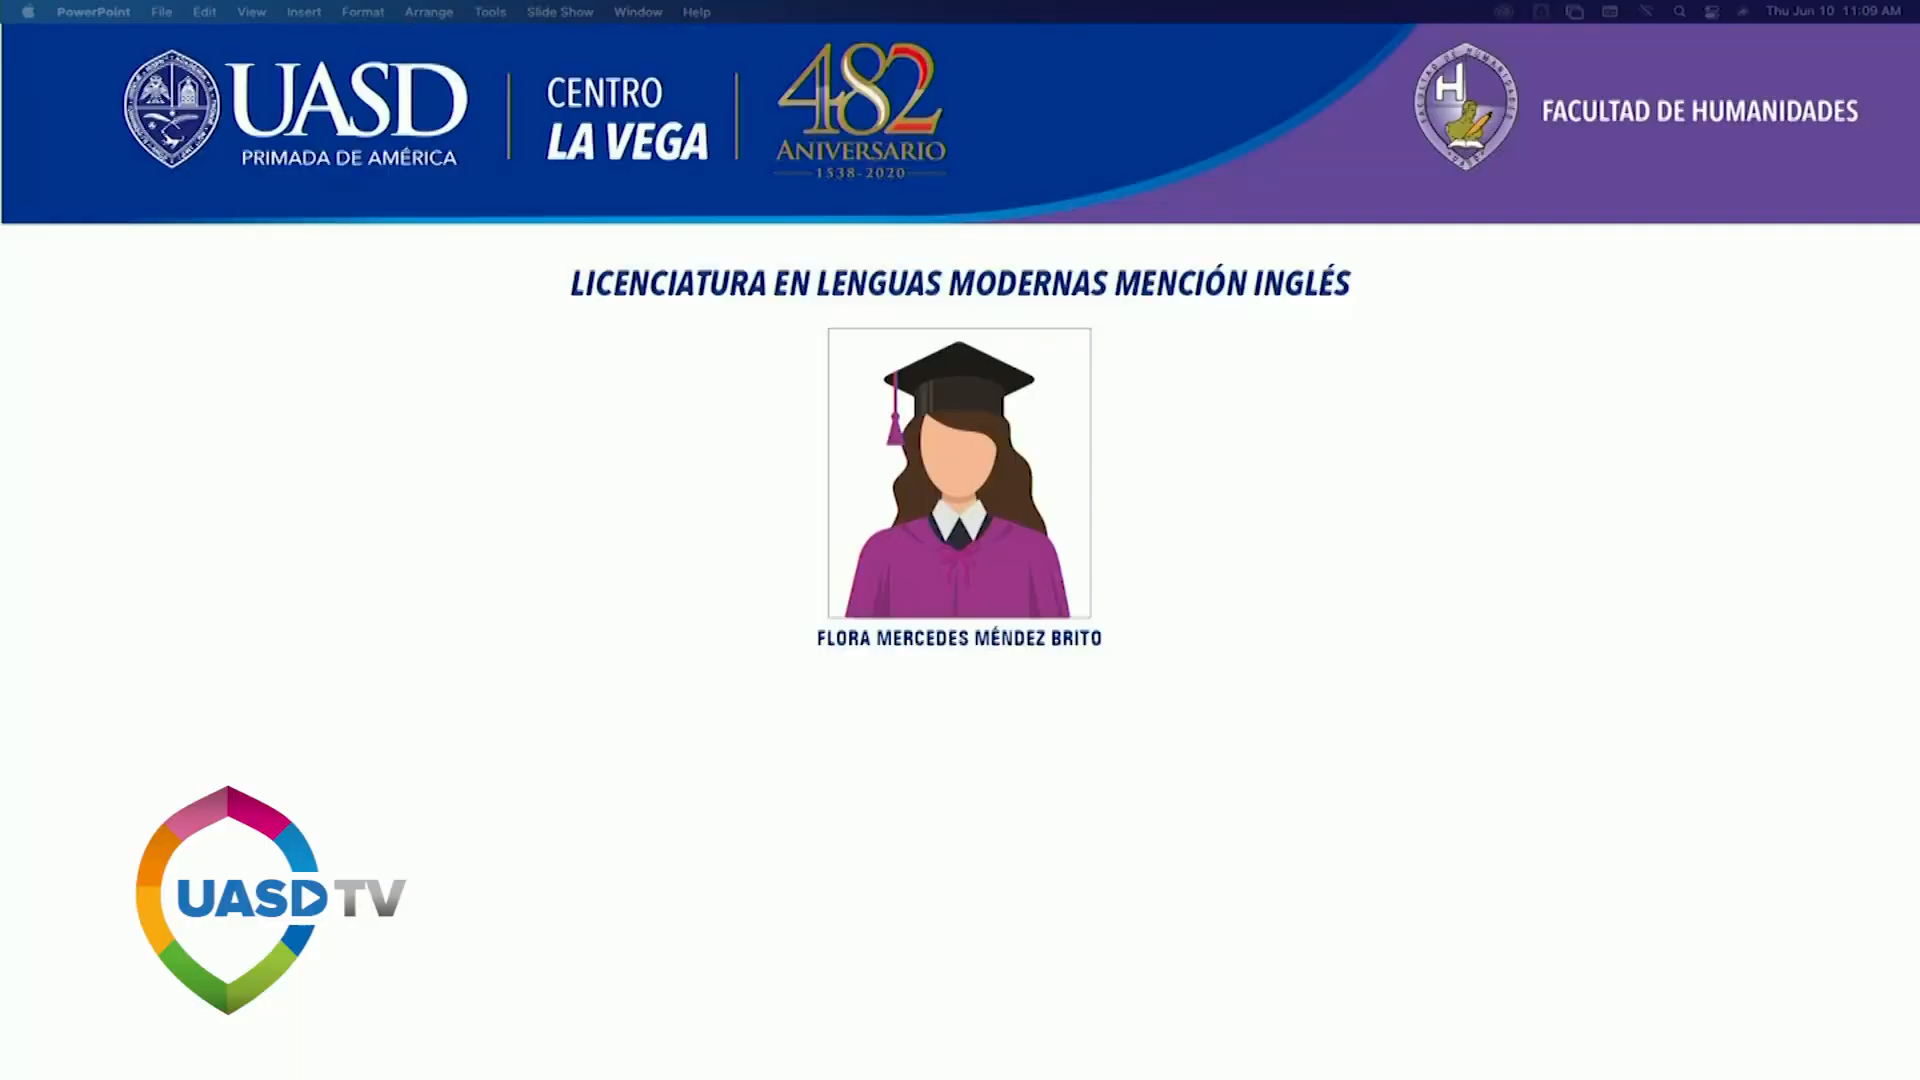 PowerPoint File Edit View Insert Format Arrange Tools Slide Show Window Help Thu Jun 10 11:09 AM
UASD
PRIMADA DE AMÉRICA
CENTRO
LA VEGA
482
ANIVERSARIO
1538-2020
FACULTAD DE HUMANIDADES
LICENCIATURA EN LENGUAS MODERNAS MENCIÓN INGLÉS
FLORA MERCEDES MÉNDEZ BRITO
UASD TV